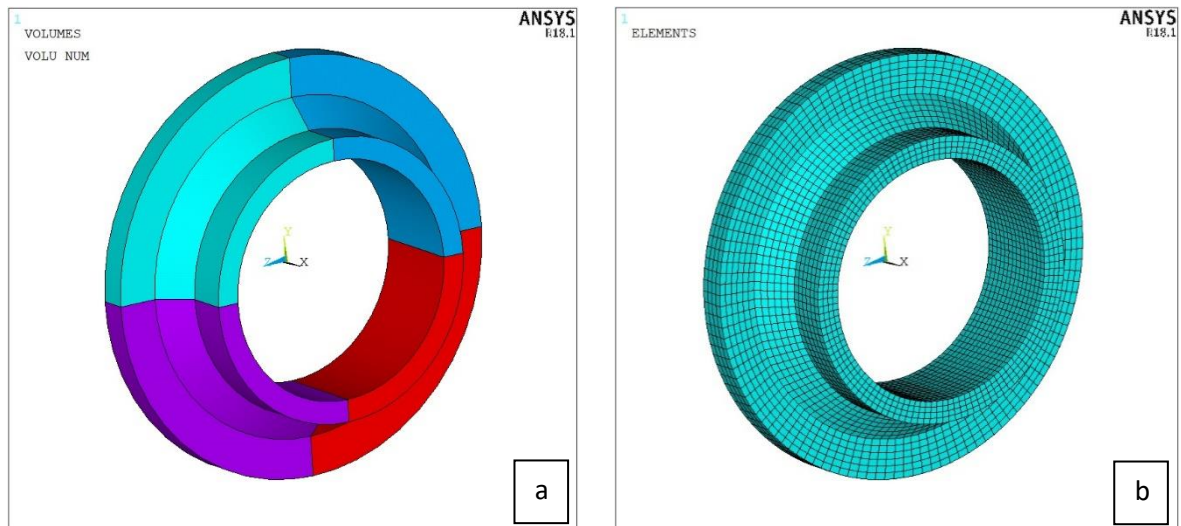 1
VOLUMES
VOLU NUM
ANSYS
R18.1
Y
Z
X
a
1
ELEMENTS
ANSYS
R18.1
Y
Z
X
b